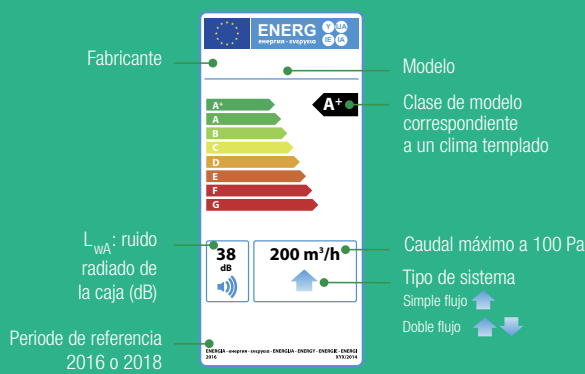 ENERG
енергия · ενεργεια
Y
IJA
IE
IA
Fabricante
Modelo
A+
A
B
C
D
E
F
G
A+
Clase de modelo
correspondiente
a un clima templado
LwA: ruido
radiado de
la caja (dB)
38
dB
200 m³/h
Caudal máximo a 100 Pa
Tipo de sistema
Simple flujo
Doble flujo
Periode de referencia
2016 o 2018
ENERGIA - енергия - ενεργεια - ENERGIJA - ENERGY - ENERGIE - ENERGI
2016
XYX/2014